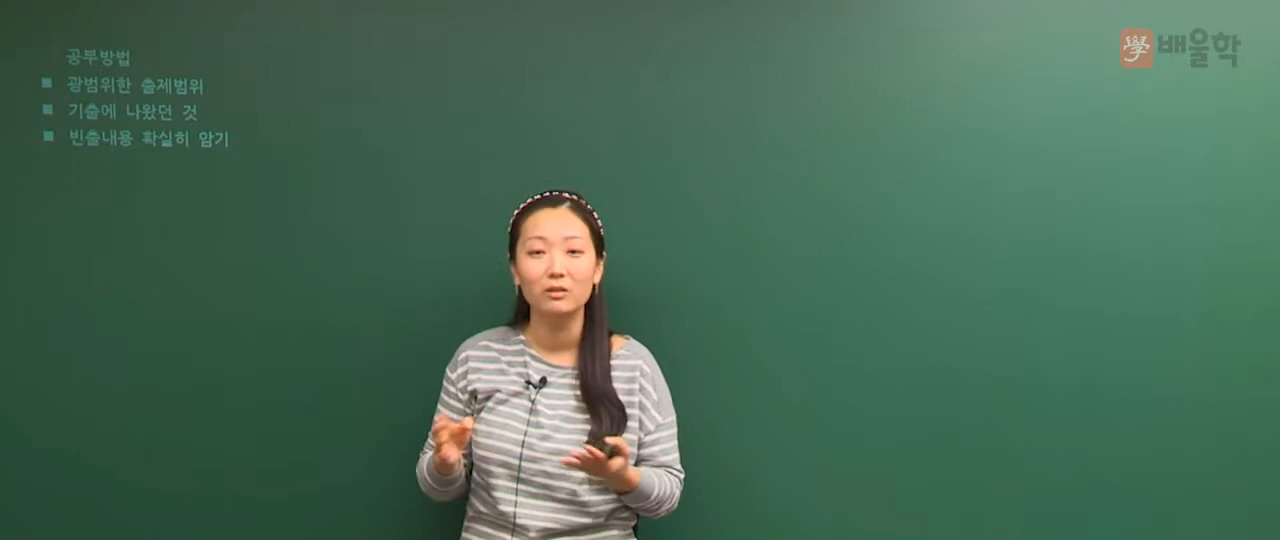 공부방법
■ 광범위한 출제범위
■ 기출에 나왔던 것
■ 빈출내용 확실히 암기
學 배울학